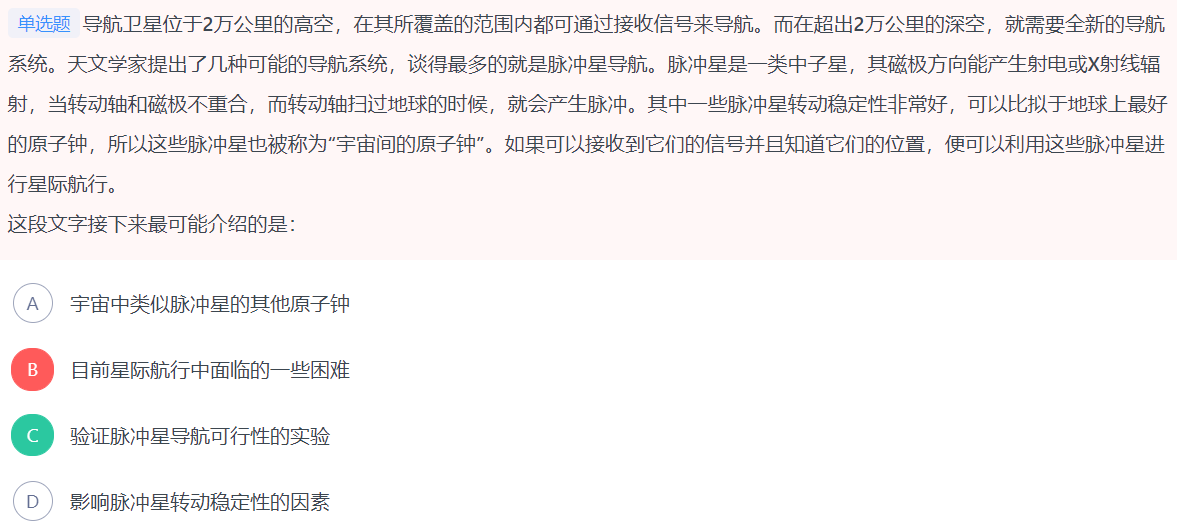 单选题 导航卫星位于2万公里的高空，在其所覆盖的范围内都可通过接收信号来导航。而在超出2万公里的深空，就需要全新的导航
系统。天文学家提出了几种可能的导航系统，谈得最多的就是脉冲星导航。脉冲星是一类中子星，其磁极方向能产生射电或X射线辐
射，当转动轴和磁极不重合，而转动轴扫过地球的时候，就会产生脉冲。其中一些脉冲星转动稳定性非常好，可以比拟于地球上最好
的原子钟，所以这些脉冲星也被称为“宇宙间的原子钟”。如果可以接收到它们的信号并且知道它们的位置，便可以利用这些脉冲星进
行星际航行。
这段文字接下来最可能介绍的是：
A 宇宙中类似脉冲星的其他原子钟
B 目前星际航行中面临的一些困难
C 验证脉冲星导航可行性的实验
D 影响脉冲星转动稳定性的因素